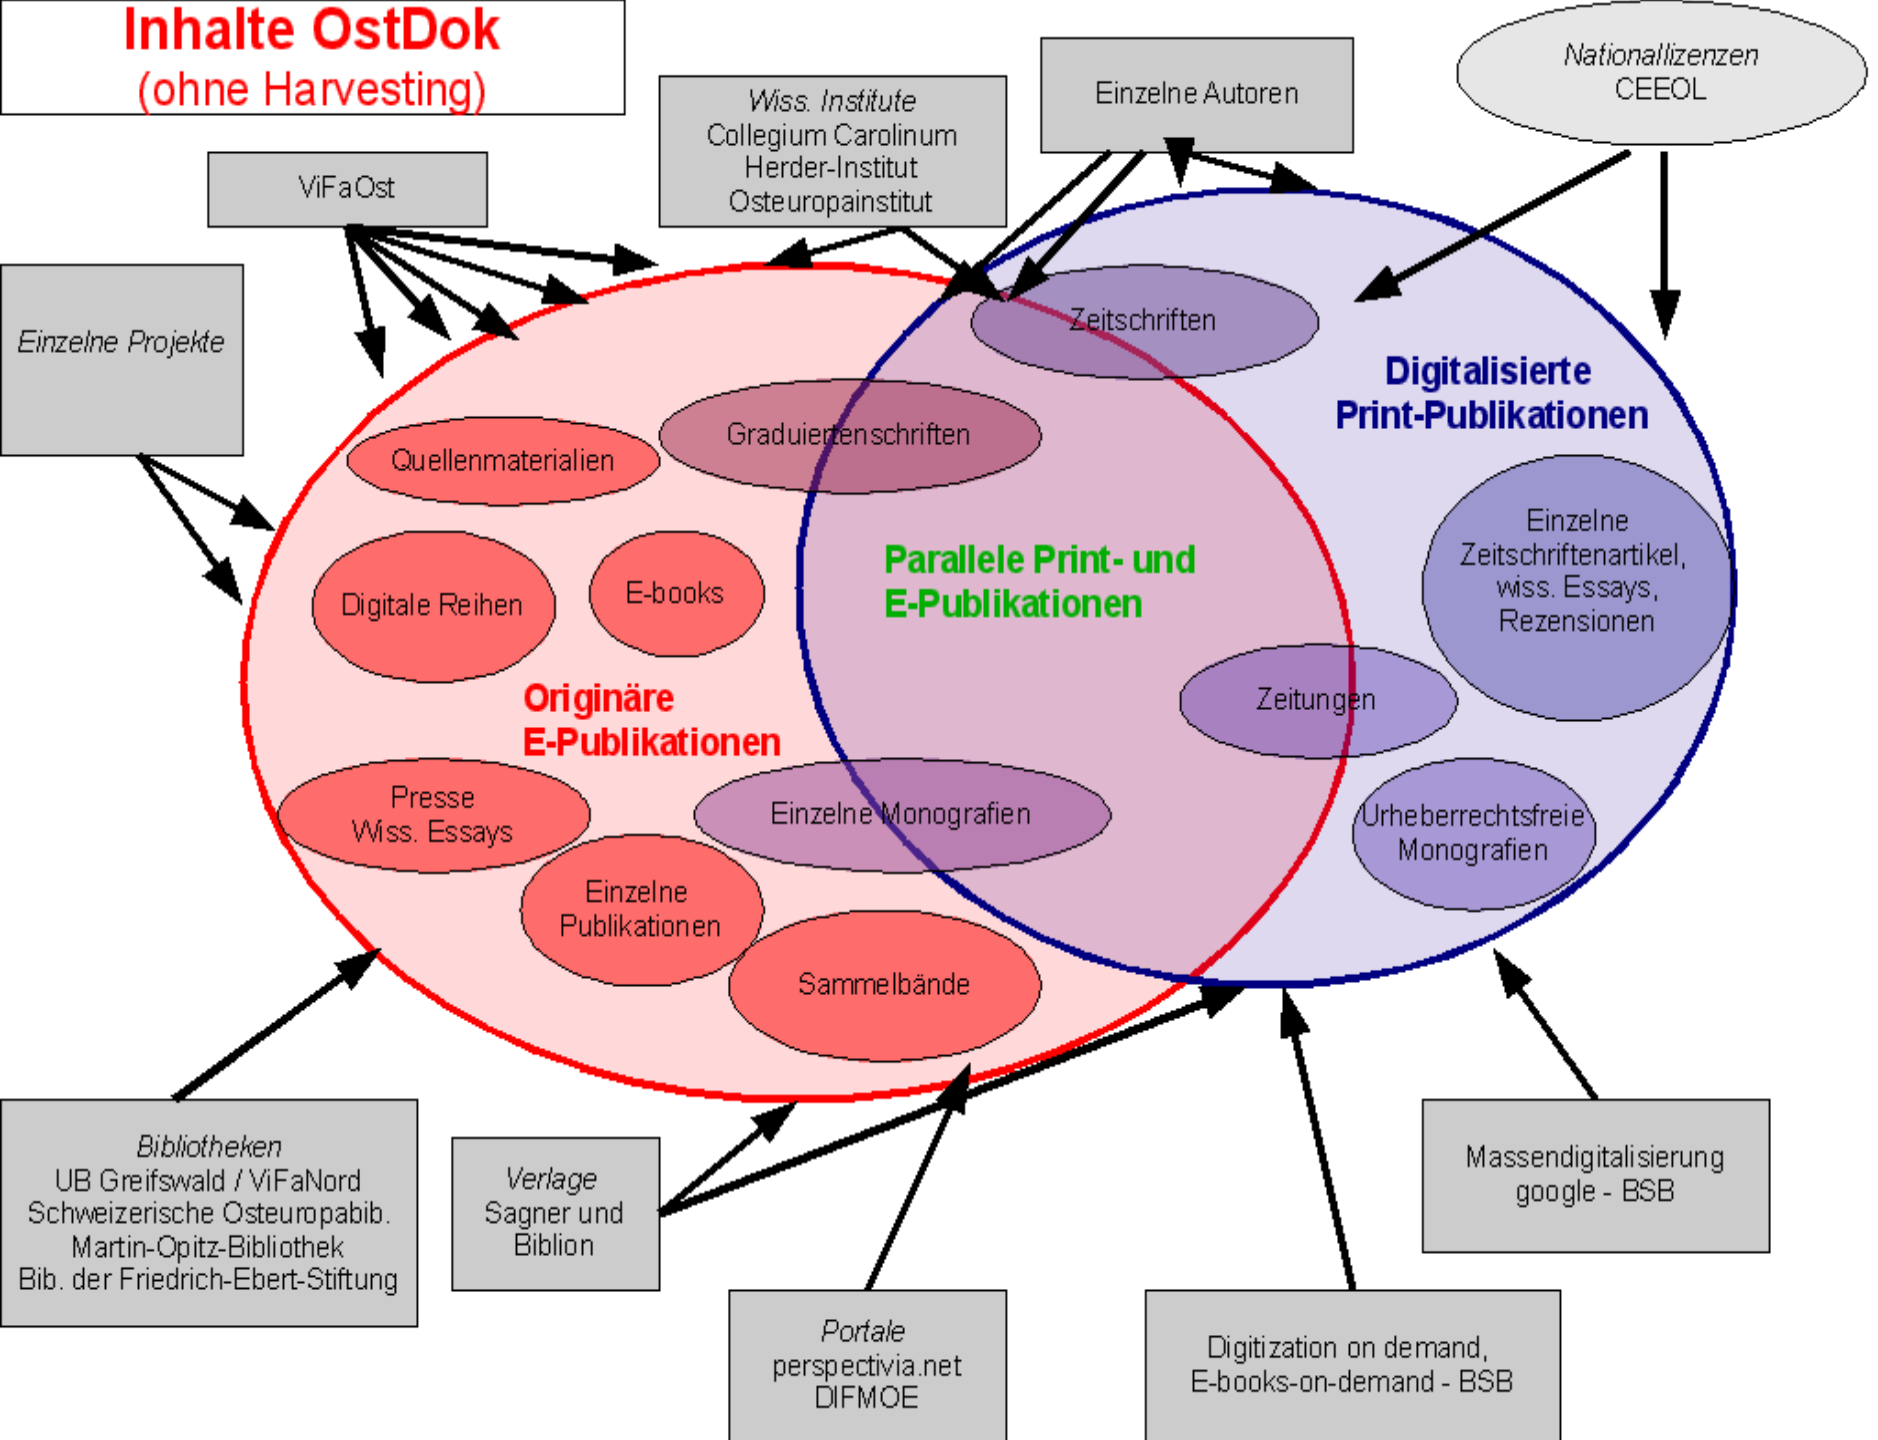 Inhalte OstDok
(ohne Harvesting)
Nationallizenzen
CEEOL
Einzelne Autoren
Wiss. Institute
Collegium Carolinum
Herder-Institut
Osteuropainstitut
ViFaOst
Einzelne Projekte
Zeitschriften
Digitalisierte
Print-Publikationen
Graduiertenschriften
Quellenmaterialien
Einzelne
Zeitschriftenartikel,
wiss. Essays,
Rezensionen
Parallele Print- und
E-Publikationen
Digitale Reihen
E-books
Originäre
E-Publikationen
Zeitungen
Presse
Wiss. Essays
Einzelne Monografien
Urheberrechtsfreie
Monografien
Einzelne
Publikationen
Sammelbände
Bibliotheken
UB Greifswald / ViFaNord
Schweizerische Osteuropabib.
Martin-Opitz-Bibliothek
Bib. der Friedrich-Ebert-Stiftung
Verlage
Sagner und
Biblion
Massendigitalisierung
google - BSB
Portale
perspectivia.net
DIFMOE
Digitization on demand,
E-books-on-demand - BSB